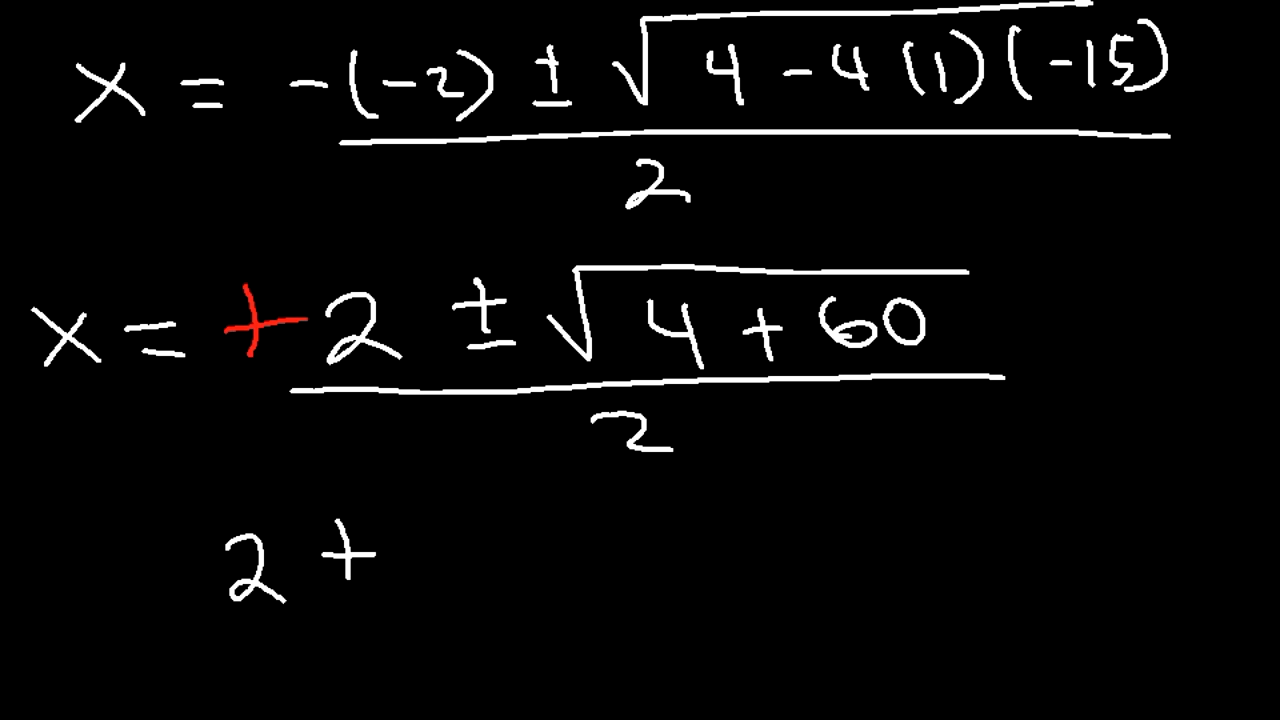 x = -(-2) ± √4 - 4(1)(-15)
2
x = + 2 ± √4 + 60
2
2 +